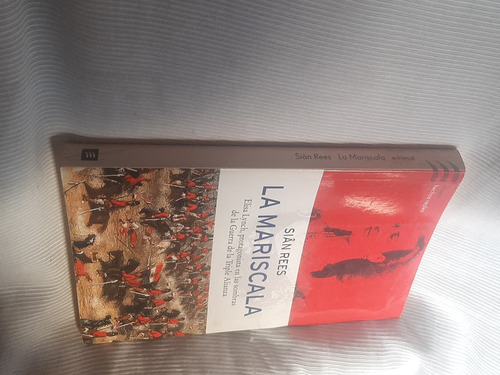 SIÂN REES
LA MARISCALA
Elisa Lynch, protagonista en las sombras
de la Guerra de la Triple Alianza
Siân Rees La Mariscala
m